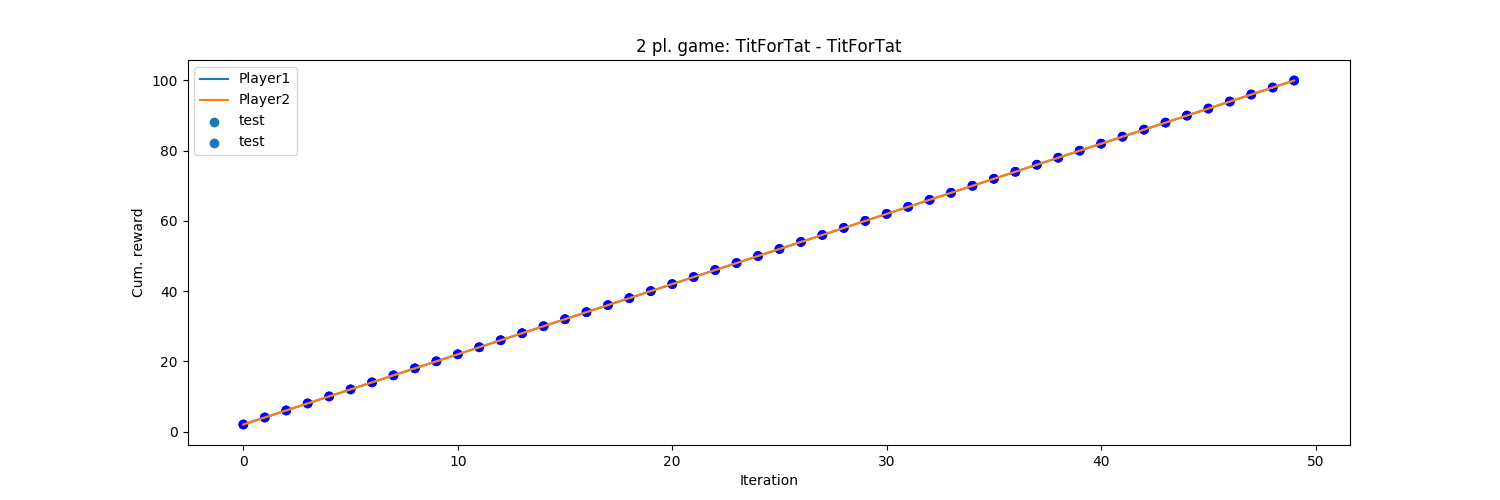 2 pl. game: TitForTat - TitForTat
Player1
Player2
test
test
Cum. reward
100
80
60
40
20
0
0 10 20 30 40 50
Iteration